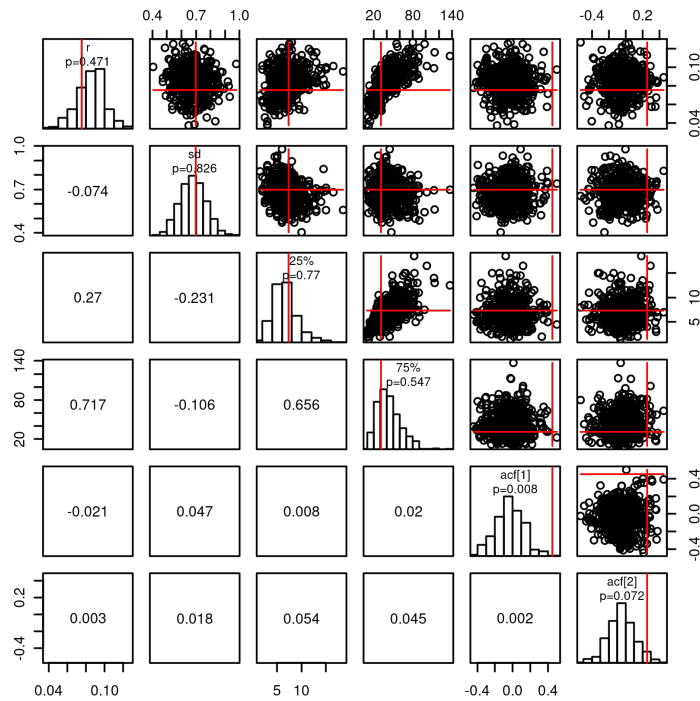 0.4 0.7 1.0
20 60 80 140
-0.4 0.2
r
p=0.471
0.04 0.10
0.4 0.7 1.0
-0.074
sd
p=0.826
0.27
-0.231
25%
p=0.77
5 10
20 80 140
0.717
-0.106
0.656
75%
p=0.547
-0.021
0.047
0.008
0.02
acf[1]
p=0.008
-0.4 0.0 0.4
-0.4 0.2
0.003
0.018
0.054
0.045
0.002
acf[2]
p=0.072
0.04 0.10
5 10
-0.4 0.0 0.4